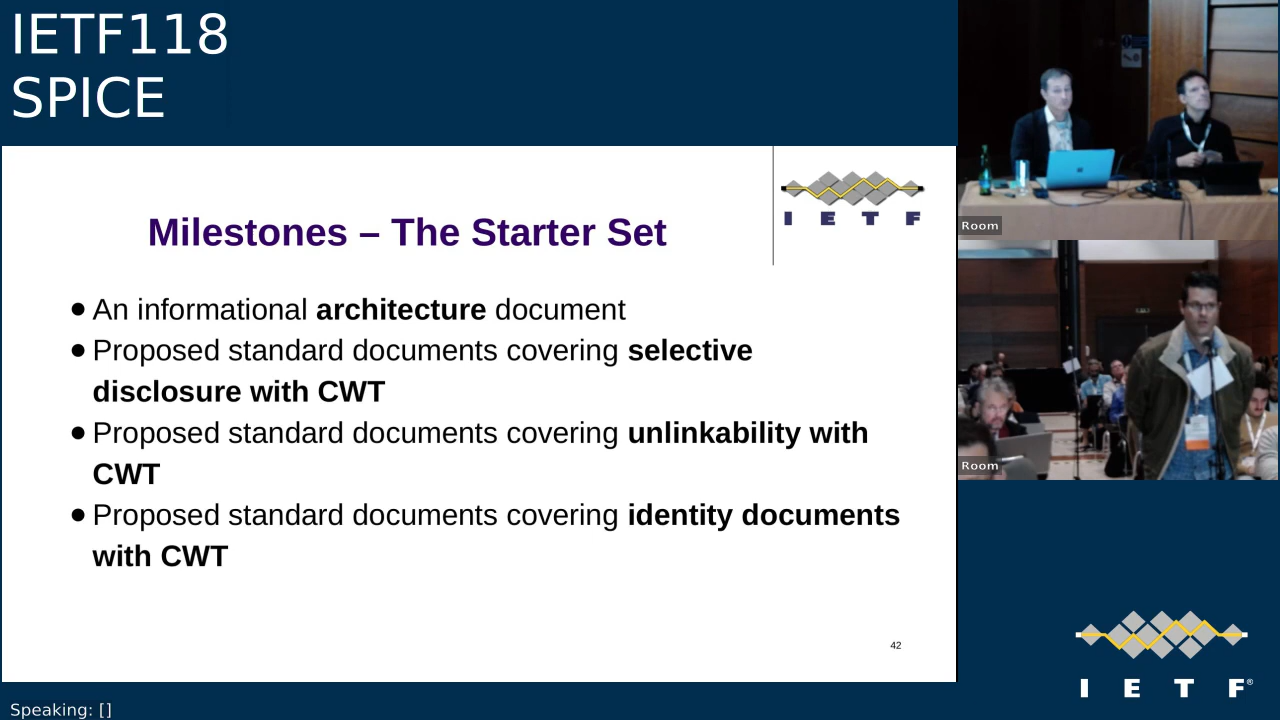 IETF118
SPICE
I E T F
Milestones – The Starter Set
● An informational architecture document
● Proposed standard documents covering selective
disclosure with CWT
● Proposed standard documents covering unlinkability with
CWT
● Proposed standard documents covering identity documents
with CWT
42
Room
Room
I E T F®
Speaking: []